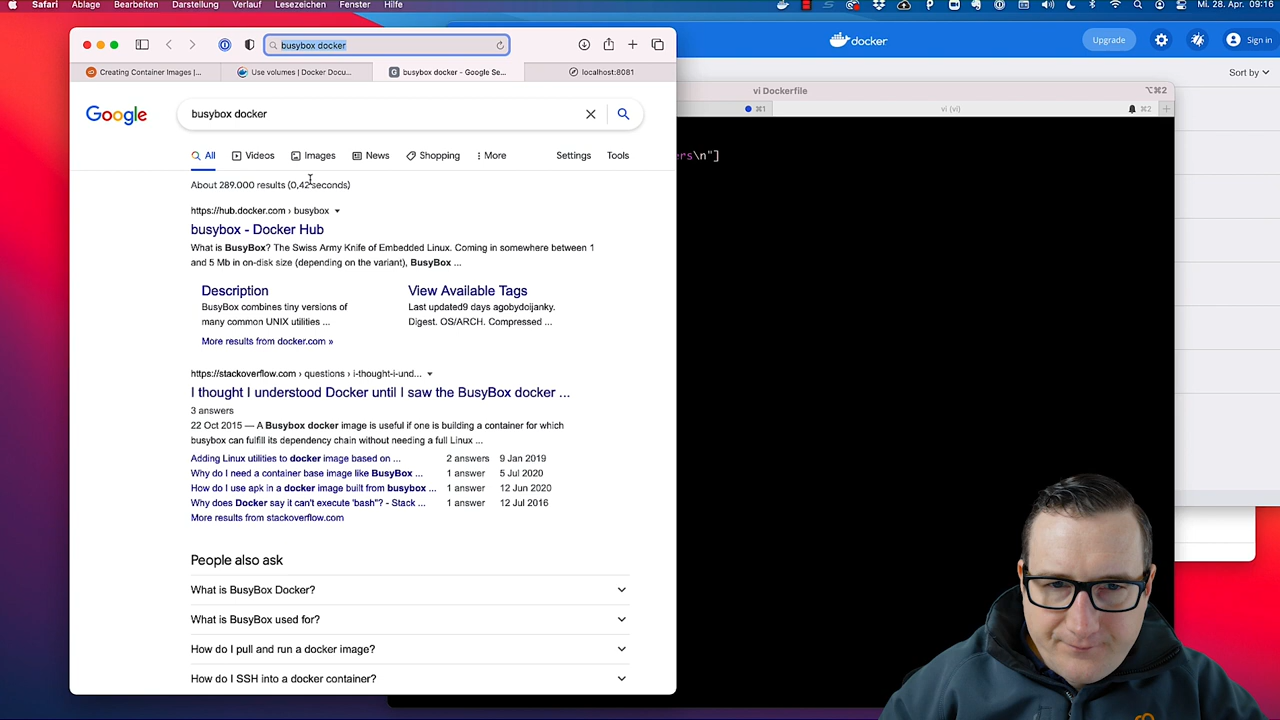 Safari Ablage Bearbeiten Darstellung Verlauf Lesezeichen Fenster Hilfe
Mi. 28. Apr. 09:16
busybox docker
docker
Upgrade
Sign in
Creating Container Images |...
Use volumes | Docker Docu...
busybox docker - Google Se...
localhost:8081
Sort by
vi Dockerfile
⌥⌘2
⌘1
vi (vi)
⌘2
Google
busybox docker
rs\n"]
All
Videos
Images
News
Shopping
More
Settings
Tools
About 289.000 results (0,42 seconds)
https://hub.docker.com › busybox
busybox - Docker Hub
What is BusyBox? The Swiss Army Knife of Embedded Linux. Coming in somewhere between 1
and 5 Mb in on-disk size (depending on the variant), BusyBox ...
Description
BusyBox combines tiny versions of
many common UNIX utilities ...
View Available Tags
Last updated9 days agobydoijanky.
Digest. OS/ARCH. Compressed ...
More results from docker.com »
https://stackoverflow.com › questions › i-thought-i-und...
I thought I understood Docker until I saw the BusyBox docker ...
3 answers
22 Oct 2015 — A Busybox docker image is useful if one is building a container for which
busybox can fulfill its dependency chain without needing a full Linux ...
Adding Linux utilities to docker image based on ... 2 answers 9 Jan 2019
Why do I need a container base image like BusyBox ... 1 answer 5 Jul 2020
How do I use apk in a docker image built from busybox ... 1 answer 12 Jun 2020
Why does Docker say it can't execute 'bash"? - Stack ... 1 answer 12 Jul 2016
More results from stackoverflow.com
People also ask
What is BusyBox Docker?
What is BusyBox used for?
How do I pull and run a docker image?
How do I SSH into a docker container?